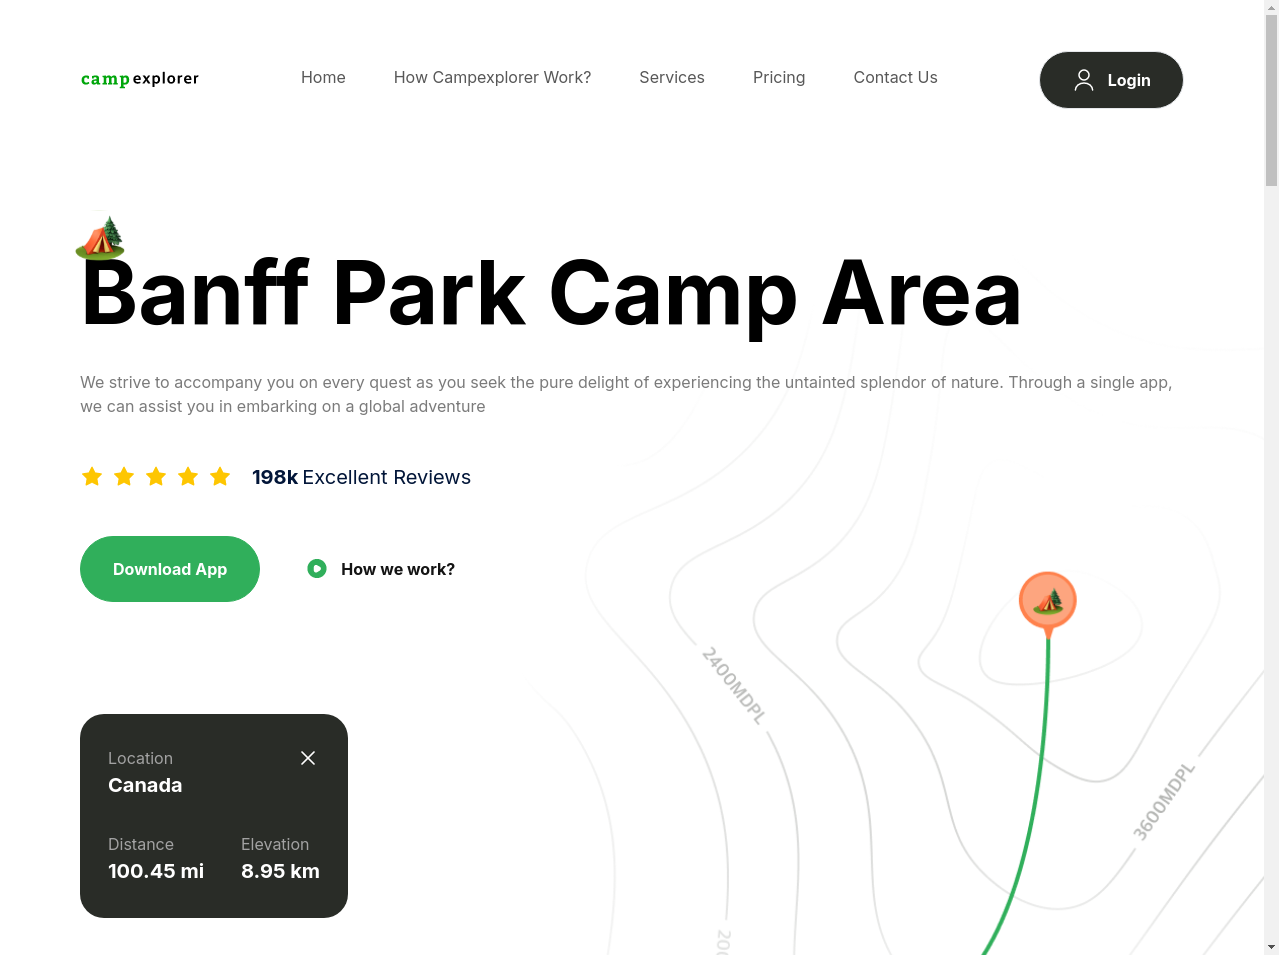 camp explorer
Home
How Campexplorer Work?
Services
Pricing
Contact Us
Login
Banff Park Camp Area
We strive to accompany you on every quest as you seek the pure delight of experiencing the untainted splendor of nature. Through a single app,
we can assist you in embarking on a global adventure
198k Excellent Reviews
Download App
How we work?
2400MDPL
3600MDPL
Location
Canada
Distance
100.45 mi
Elevation
8.95 km